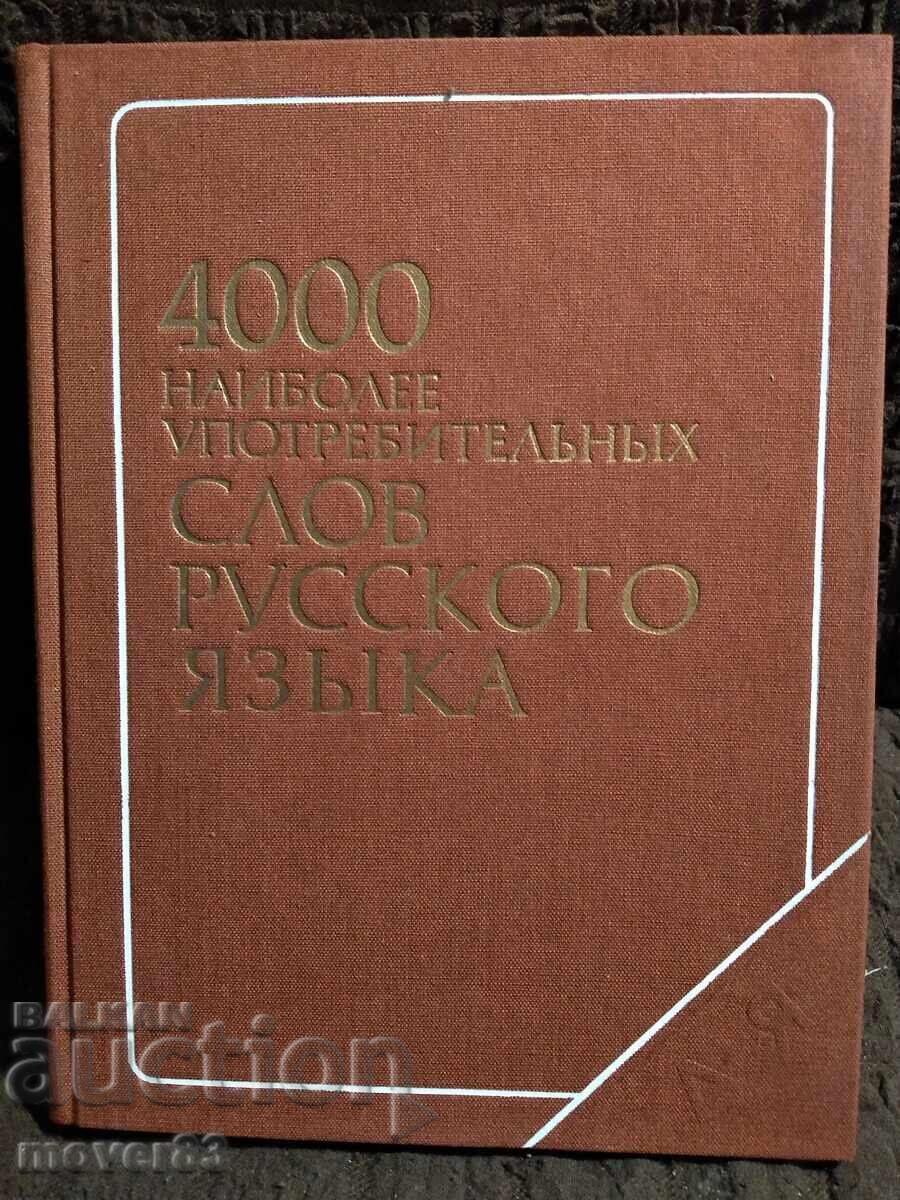 4000
НАИБОЛЕЕ
УПОТРЕБИТЕЛЬНЫХ
СЛОВ
РУССКОГО
ЯЗЫКА
BALKAN
auction
mover83